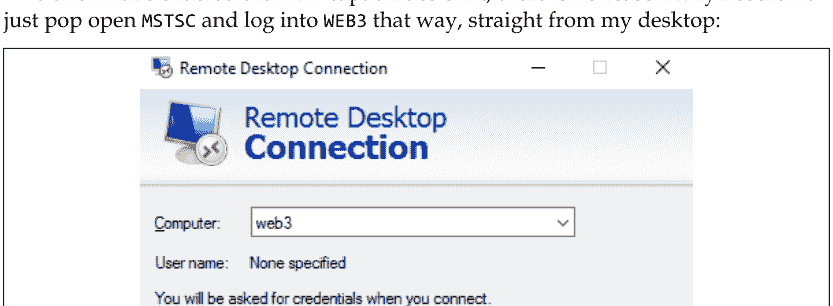 just pop open MSTSC and log into WEB3 that way, straight from my desktop:
Remote Desktop Connection
Remote Desktop
Connection
Computer: web3
User name: None specified
You will be asked for credentials when you connect.